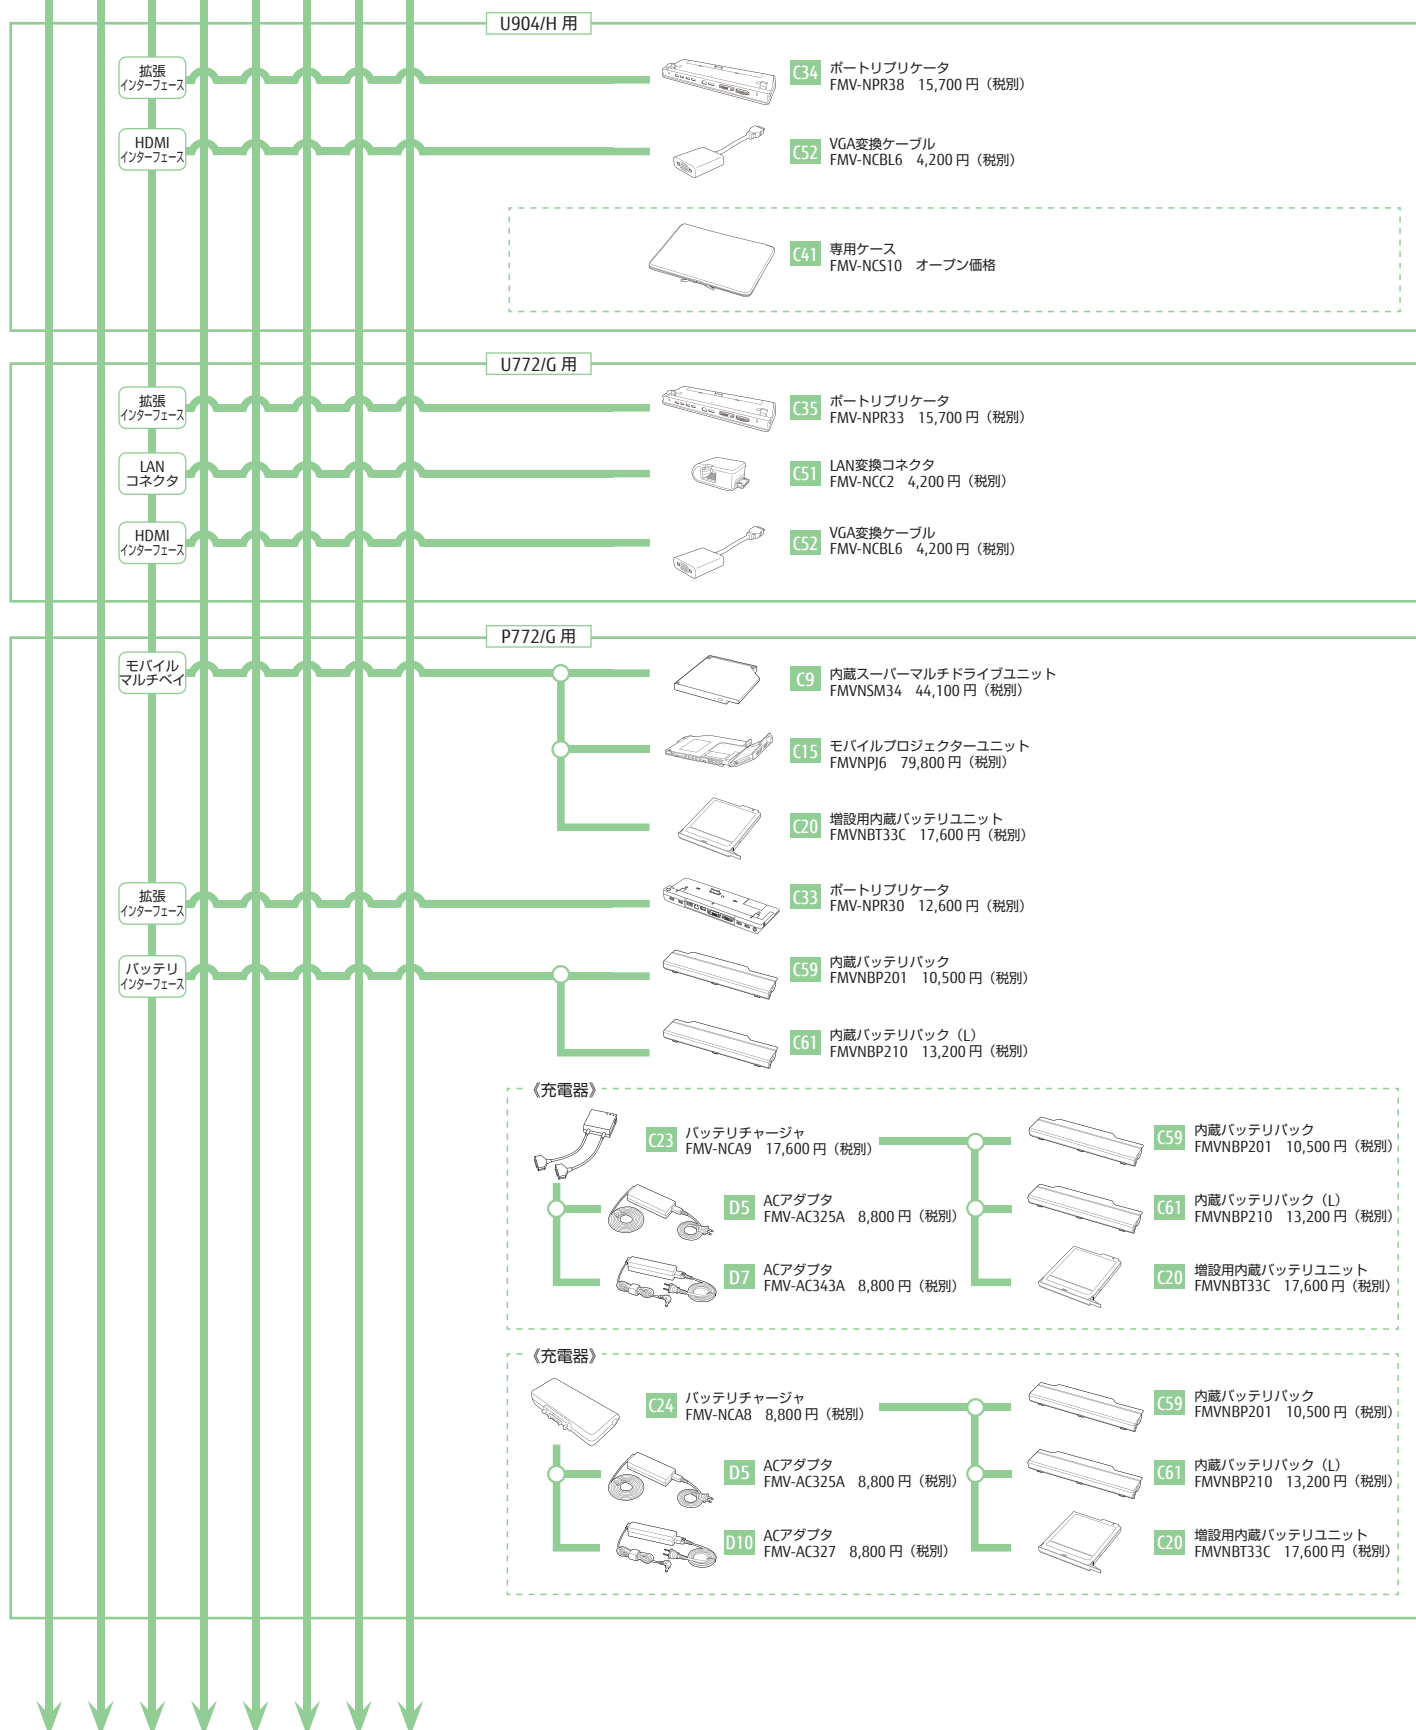 U904/H 用
拡張
インターフェース
C34
ポートリプリケータ
FMV-NPR38 15,700 円（税別）
HDMI
インターフェース
C52
VGA変換ケーブル
FMV-NCBL6 4,200 円（税別）
C41
専用ケース
FMV-NCS10 オープン価格
U772/G 用
拡張
インターフェース
C35
ポートリプリケータ
FMV-NPR33 15,700 円（税別）
LAN
コネクタ
C51
LAN変換コネクタ
FMV-NCC2 4,200 円（税別）
HDMI
インターフェース
C52
VGA変換ケーブル
FMV-NCBL6 4,200 円（税別）
P772/G 用
モバイル
マルチベイ
C9
内蔵スーパーマルチドライブユニット
FMVNSM34 44,100 円（税別）
C15
モバイルプロジェクターユニット
FMVNPJ6 79,800 円（税別）
C20
増設用内蔵バッテリユニット
FMVNBT33C 17,600 円（税別）
拡張
インターフェース
C33
ポートリプリケータ
FMV-NPR30 12,600 円（税別）
バッテリ
インターフェース
C59
内蔵バッテリパック
FMVNBP201 10,500 円（税別）
C61
内蔵バッテリパック（L）
FMVNBP210 13,200 円（税別）
《充電器》
C23
バッテリチャージャ
FMV-NCA9 17,600 円（税別）
C59
内蔵バッテリパック
FMVNBP201 10,500 円（税別）
D5
ACアダプタ
FMV-AC325A 8,800 円（税別）
C61
内蔵バッテリパック（L）
FMVNBP210 13,200 円（税別）
D7
ACアダプタ
FMV-AC343A 8,800 円（税別）
C20
増設用内蔵バッテリユニット
FMVNBT33C 17,600 円（税別）
《充電器》
C24
バッテリチャージャ
FMV-NCA8 8,800 円（税別）
C59
内蔵バッテリパック
FMVNBP201 10,500 円（税別）
D5
ACアダプタ
FMV-AC325A 8,800 円（税別）
C61
内蔵バッテリパック（L）
FMVNBP210 13,200 円（税別）
D10
ACアダプタ
FMV-AC327 8,800 円（税別）
C20
増設用内蔵バッテリユニット
FMVNBT33C 17,600 円（税別）